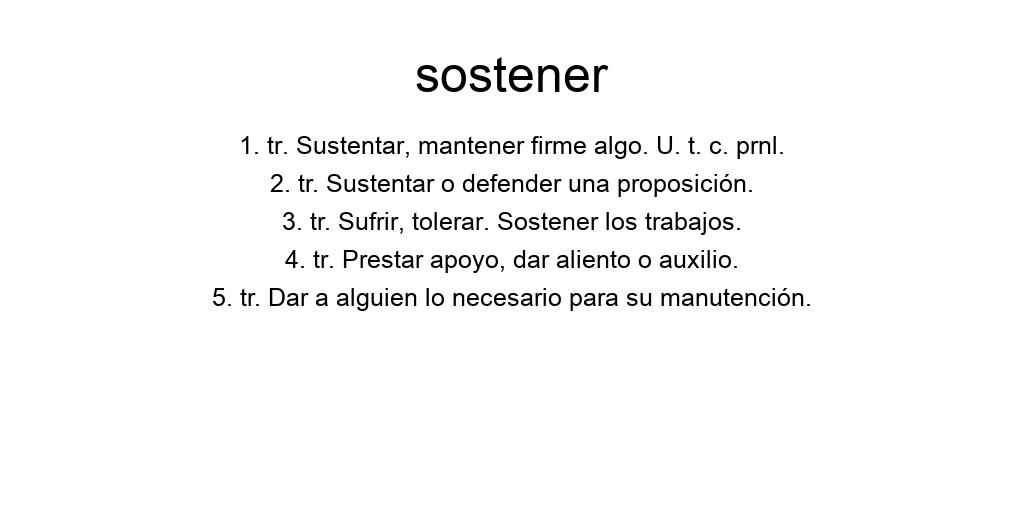 sostener
1. tr. Sustentar, mantener firme algo. U. t. c. prnl.
2. tr. Sustentar o defender una proposición.
3. tr. Sufrir, tolerar. Sostener los trabajos.
4. tr. Prestar apoyo, dar aliento o auxilio.
5. tr. Dar a alguien lo necesario para su manutención.